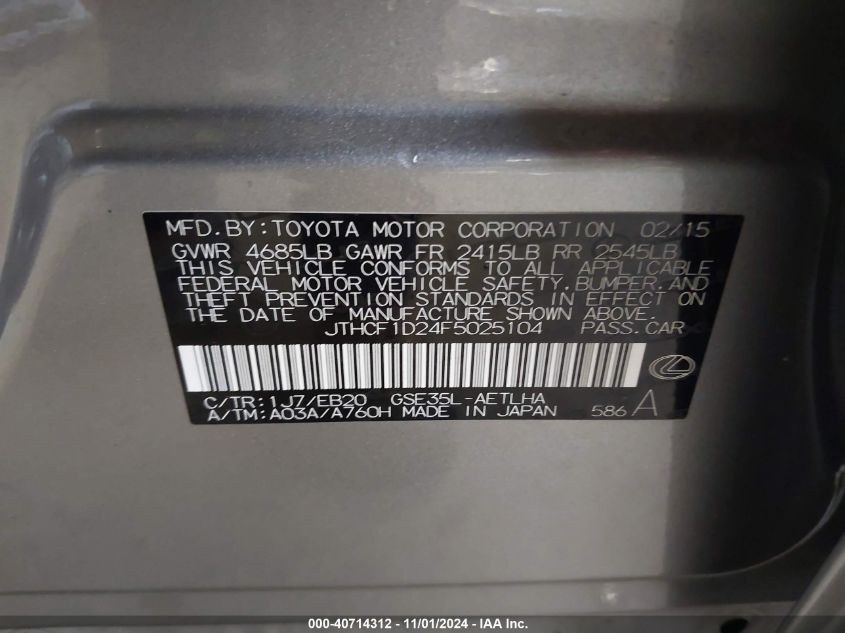 MFD.BY:TOYOTA MOTOR CORPORATION 02/15
GVWR 4685LB GAWR FR 2415LB RR 2545LB
THIS VEHICLE CONFORMS TO ALL APPLICABLE
FEDERAL MOTOR VEHICLE SAFETY,BUMPER,AND
THEFT PREVENTION STANDARDS IN EFFECT ON
THE DATE OF MANUFACTURE SHOWN ABOVE.
JTHCF1D24F5025104 PASS.CAR
C/TR:1J7/EB20 GSE35L-AETLHA
A/TM:A03A/A760H MADE IN JAPAN 586 A
000-40714312 - 11/01/2024 - IAA Inc.